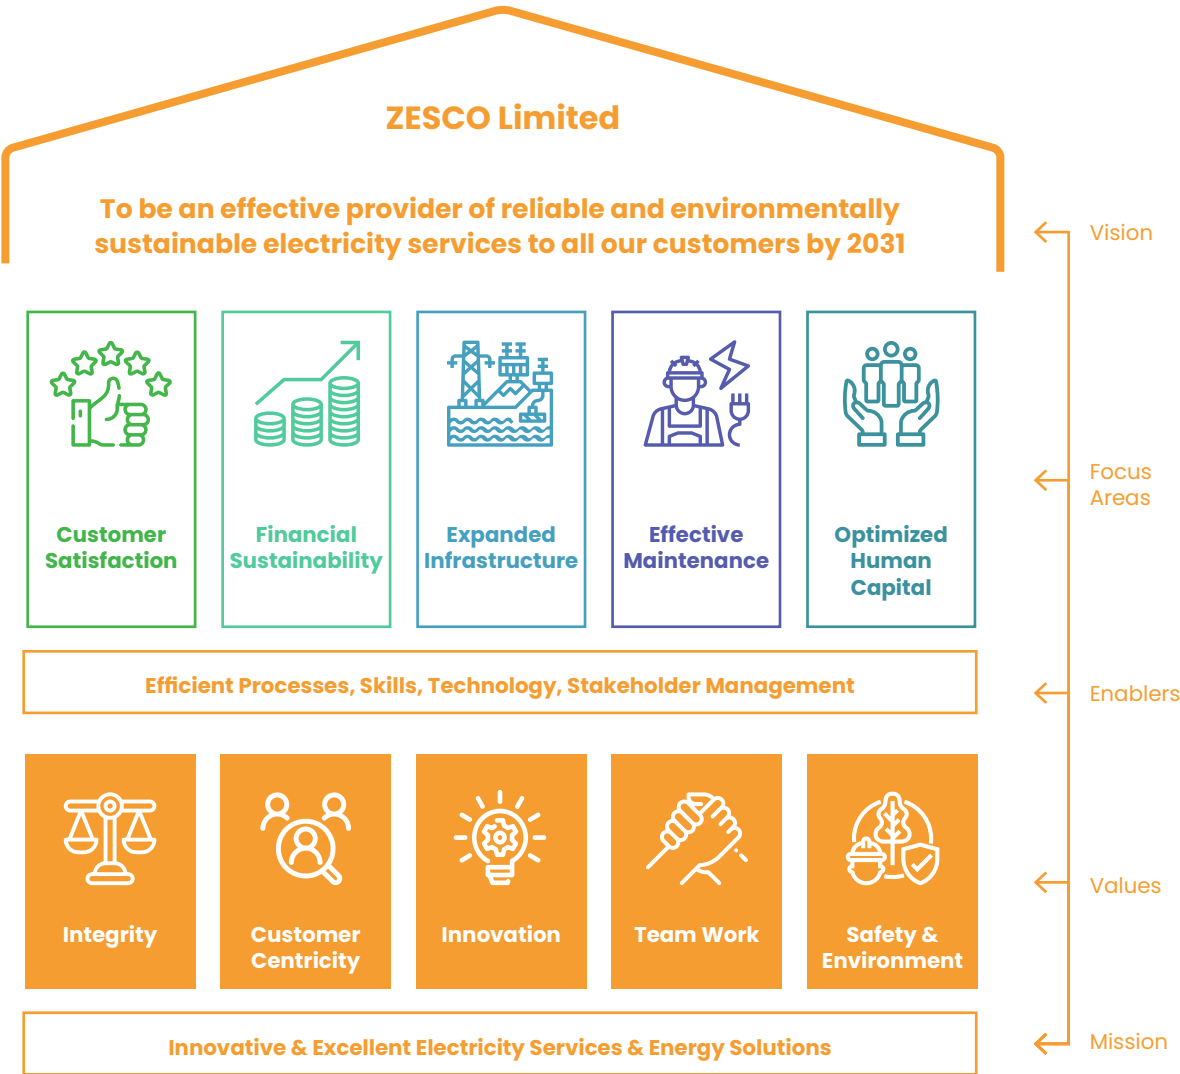 ZESCO Limited
To be an effective provider of reliable and environmentally
sustainable electricity services to all our customers by 2031
Vision
Customer
Satisfaction
Financial
Sustainability
Expanded
Infrastructure
Effective
Maintenance
Optimized
Human
Capital
Focus
Areas
Efficient Processes, Skills, Technology, Stakeholder Management
Enablers
Integrity
Customer
Centricity
Innovation
Team Work
Safety &
Environment
Values
Innovative & Excellent Electricity Services & Energy Solutions
Mission